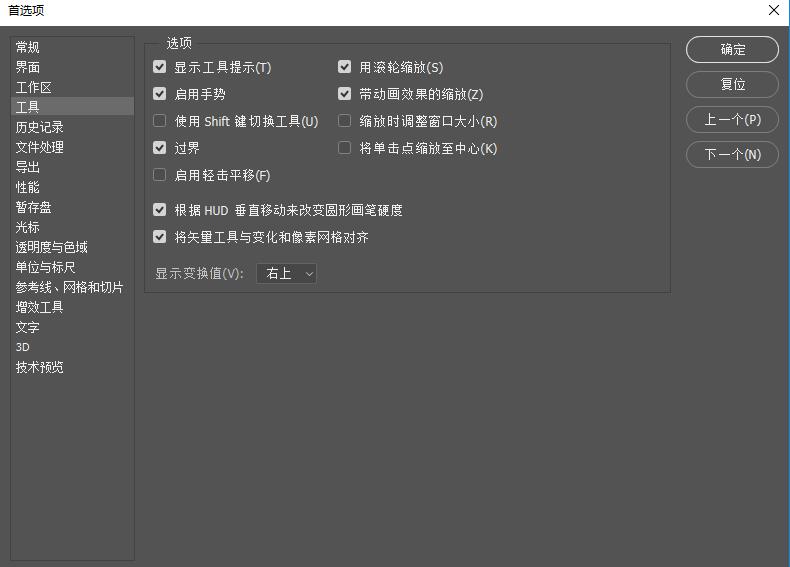 首选项
常规
界面
工作区
工具
历史记录
文件处理
导出
性能
暂存盘
光标
透明度与色域
单位与标尺
参考线、网格和切片
增效工具
文字
3D
技术预览
选项
显示工具提示(T)
启用手势
使用 Shift 键切换工具(U)
过界
启用轻击平移(F)
用滚轮缩放(S)
带动画效果的缩放(Z)
缩放时调整窗口大小(R)
将单击点缩放至中心(K)
根据 HUD 垂直移动来改变圆形画笔硬度
将矢量工具与变化和像素网格对齐
显示变换值(V): 右上
确定
复位
上一个(P)
下一个(N)